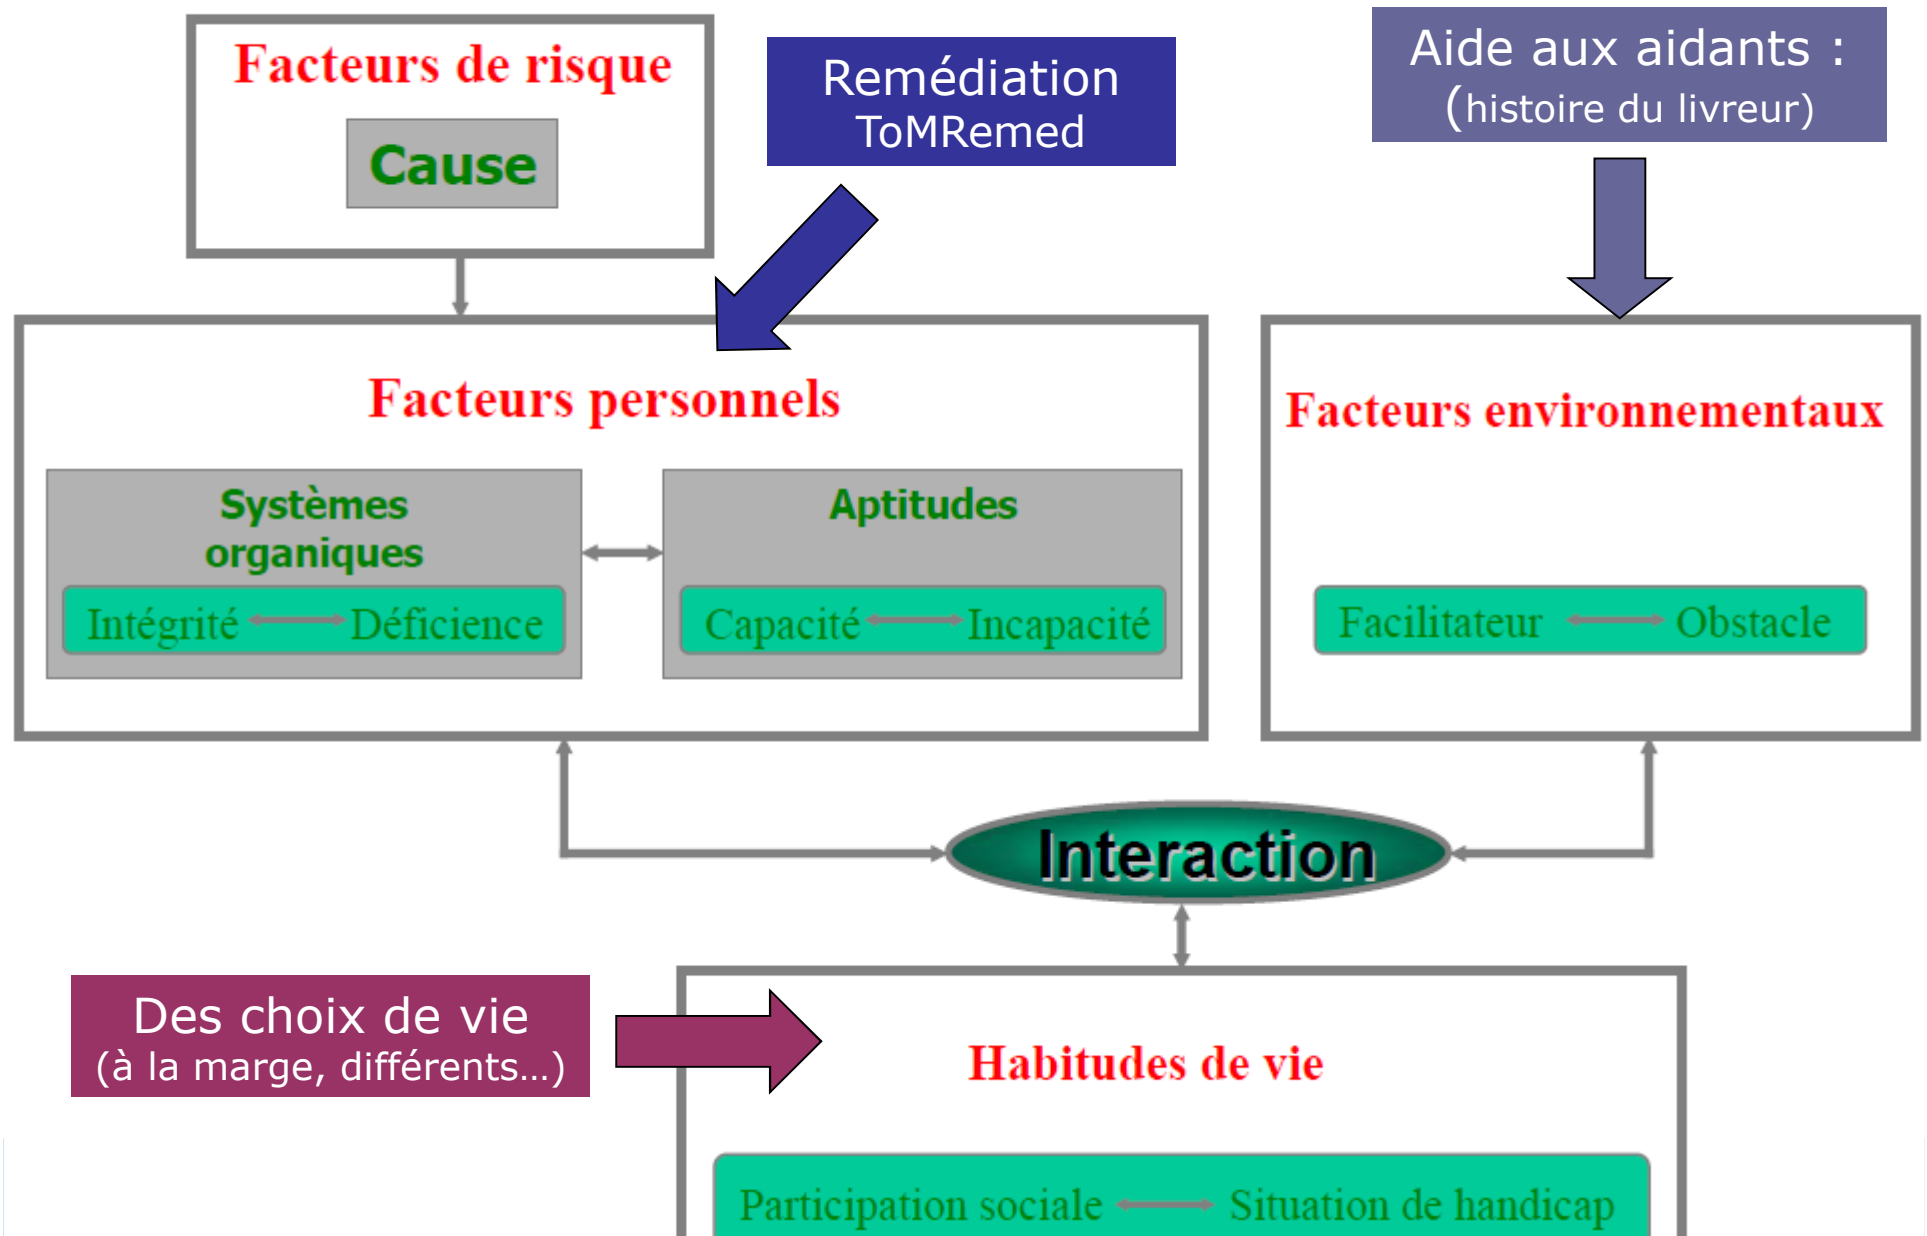 Facteurs de risque
Cause
Remédiation
ToMRemed
Aide aux aidants :
(histoire du livreur)
Facteurs personnels
Systèmes
organiques
Intégrité Déficience
Aptitudes
Capacité Incapacité
Facteurs environnementaux
Facilitateur Obstacle
Interaction
Des choix de vie
(à la marge, différents...)
Habitudes de vie
Participation sociale Situation de handicap